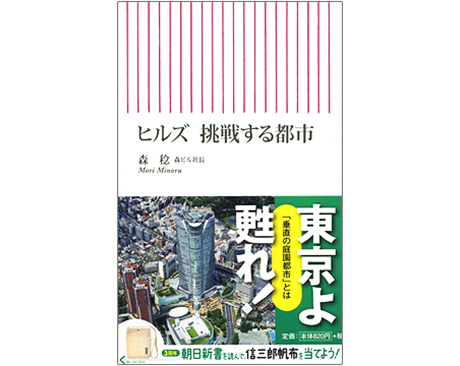 ヒルズ 挑戦する都市
森 稔 森ビル社長
Mori Minoru
東京よ
甦れ!
「垂直の庭園都市」とは
定価:本体820円+税
3周年 朝日新書を読んで、信三郎帆布を当てよう!